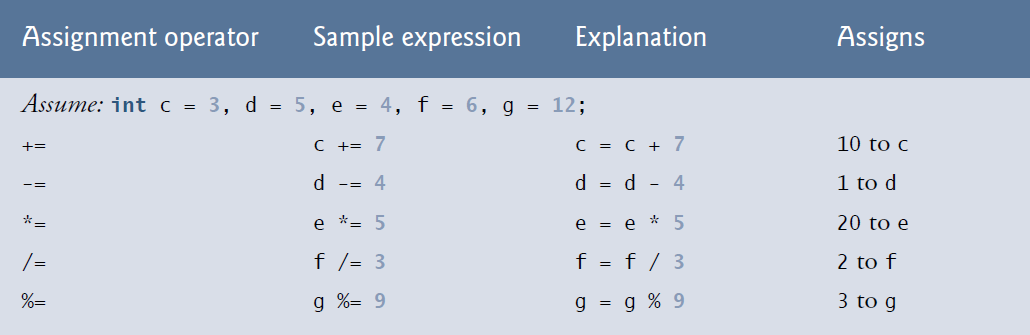 Assignment operator Sample expression Explanation Assigns
Assume: int c = 3, d = 5, e = 4, f = 6, g = 12;
+= c += 7 c = c + 7 10 to c
-= d -= 4 d = d - 4 1 to d
*= e *= 5 e = e * 5 20 to e
/= f /= 3 f = f / 3 2 to f
%= g %= 9 g = g % 9 3 to g